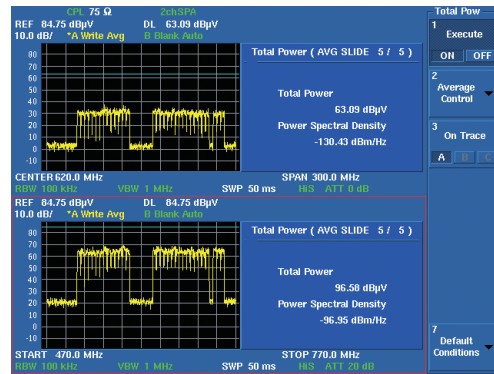 CPL 75 Ω 2chSPA
REF 84.75 dBµV DL 63.09 dBµV
10.0 dB/ *A Write Avg B Blank Auto
80
70
60
50
40
30
20
10
0
-10
Total Power ( AVG SLIDE 5 / 5 )
Total Power
63.09 dBµV
Power Spectral Density
-130.43 dBm/Hz
CENTER 620.0 MHz SPAN 300.0 MHz
RBW 100 kHz VBW 1 MHz SWP 50 ms HiS ATT 0 dB
REF 84.75 dBµV DL 84.75 dBµV
10.0 dB/ *A Write Avg B Blank Auto
80
70
60
50
40
30
20
10
0
-10
Total Power ( AVG SLIDE 5 / 5 )
Total Power
96.58 dBµV
Power Spectral Density
-96.95 dBm/Hz
START 470.0 MHz STOP 770.0 MHz
RBW 100 kHz VBW 1 MHz SWP 50 ms HiS ATT 20 dB
Total Pow
1
Execute
ON OFF
2
Average
Control
3
On Trace
A B C
7
Default
Conditions